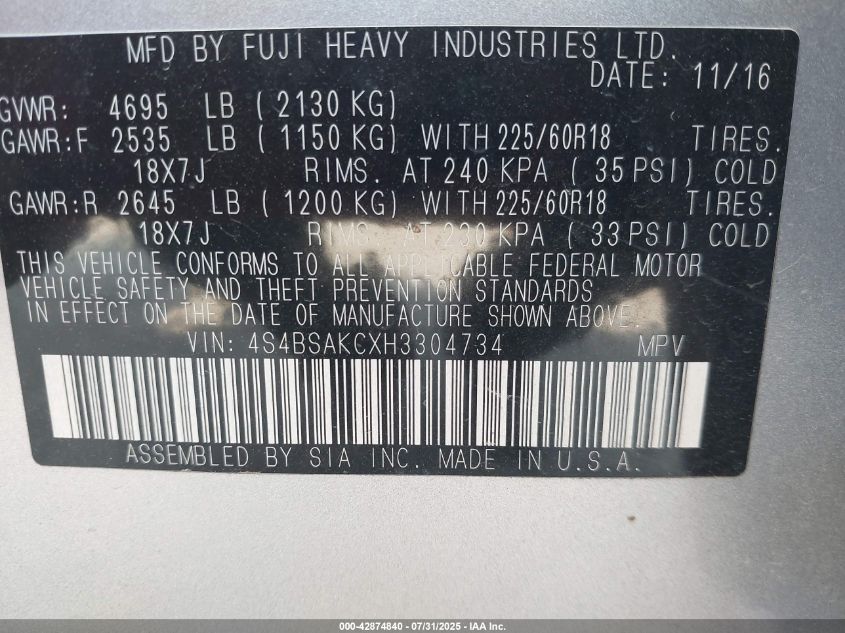 MFD BY FUJI HEAVY INDUSTRIES LTD.
DATE: 11/16
GVWR: 4695 LB (2130 KG)
GAWR:F 2535 LB (1150 KG) WITH 225/60R18 TIRES.
18X7J RIMS. AT 240 KPA (35 PSI) COLD
GAWR:R 2645 LB (1200 KG) WITH 225/60R18 TIRES.
18X7J RIMS. AT 230 KPA (33 PSI) COLD
THIS VEHICLE CONFORMS TO ALL APPLICABLE FEDERAL MOTOR
VEHICLE SAFETY AND THEFT PREVENTION STANDARDS
IN EFFECT ON THE DATE OF MANUFACTURE SHOWN ABOVE.
VIN: 4S4BSAKCXH3304734 MPV
ASSEMBLED BY SIA INC. MADE IN U.S.A.
000-42874840 - 07/31/2025 - IAA Inc.